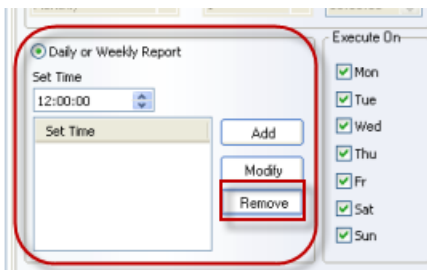 Execute On
Daily or Weekly Report
Set Time
12:00:00
Set Time
Add
Modify
Remove
Mon
Tue
Wed
Thu
Fr
Sat
Sun